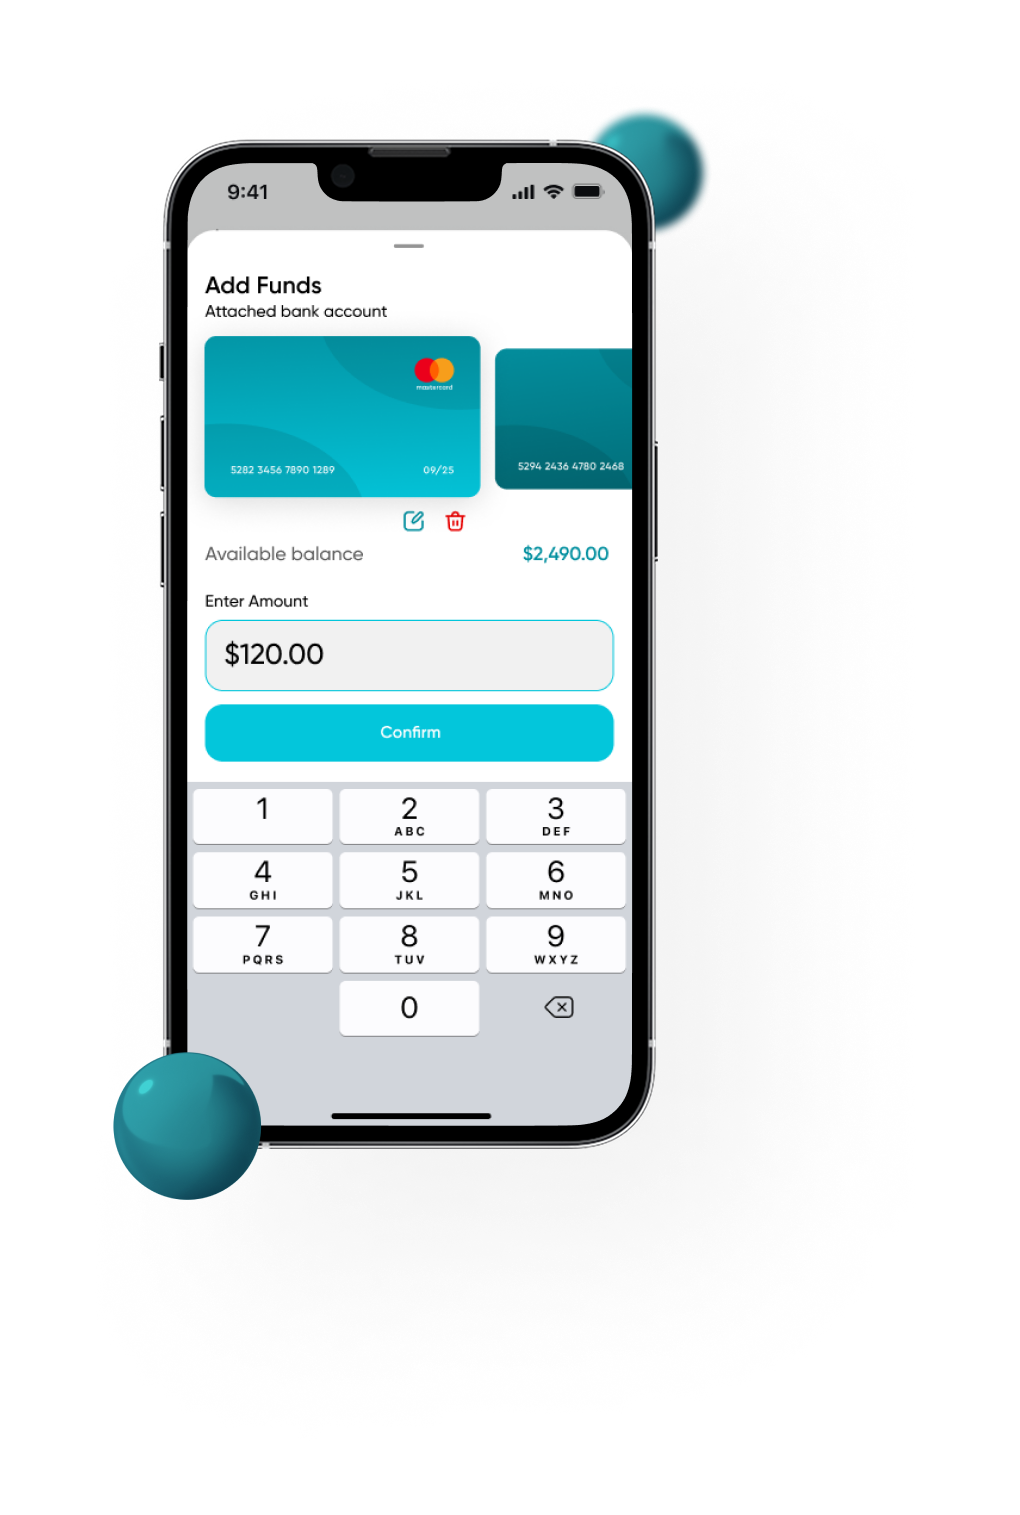 9:41
Add Funds
Attached bank account
mastercard
5282 3456 7890 1289 09/25
5294 2436 4780 2468
Available balance $2,490.00
Enter Amount
$120.00
Confirm
1 2 3
ABC DEF
4 5 6
GHI JKL MNO
7 8 9
PQRS TUV WXYZ
0